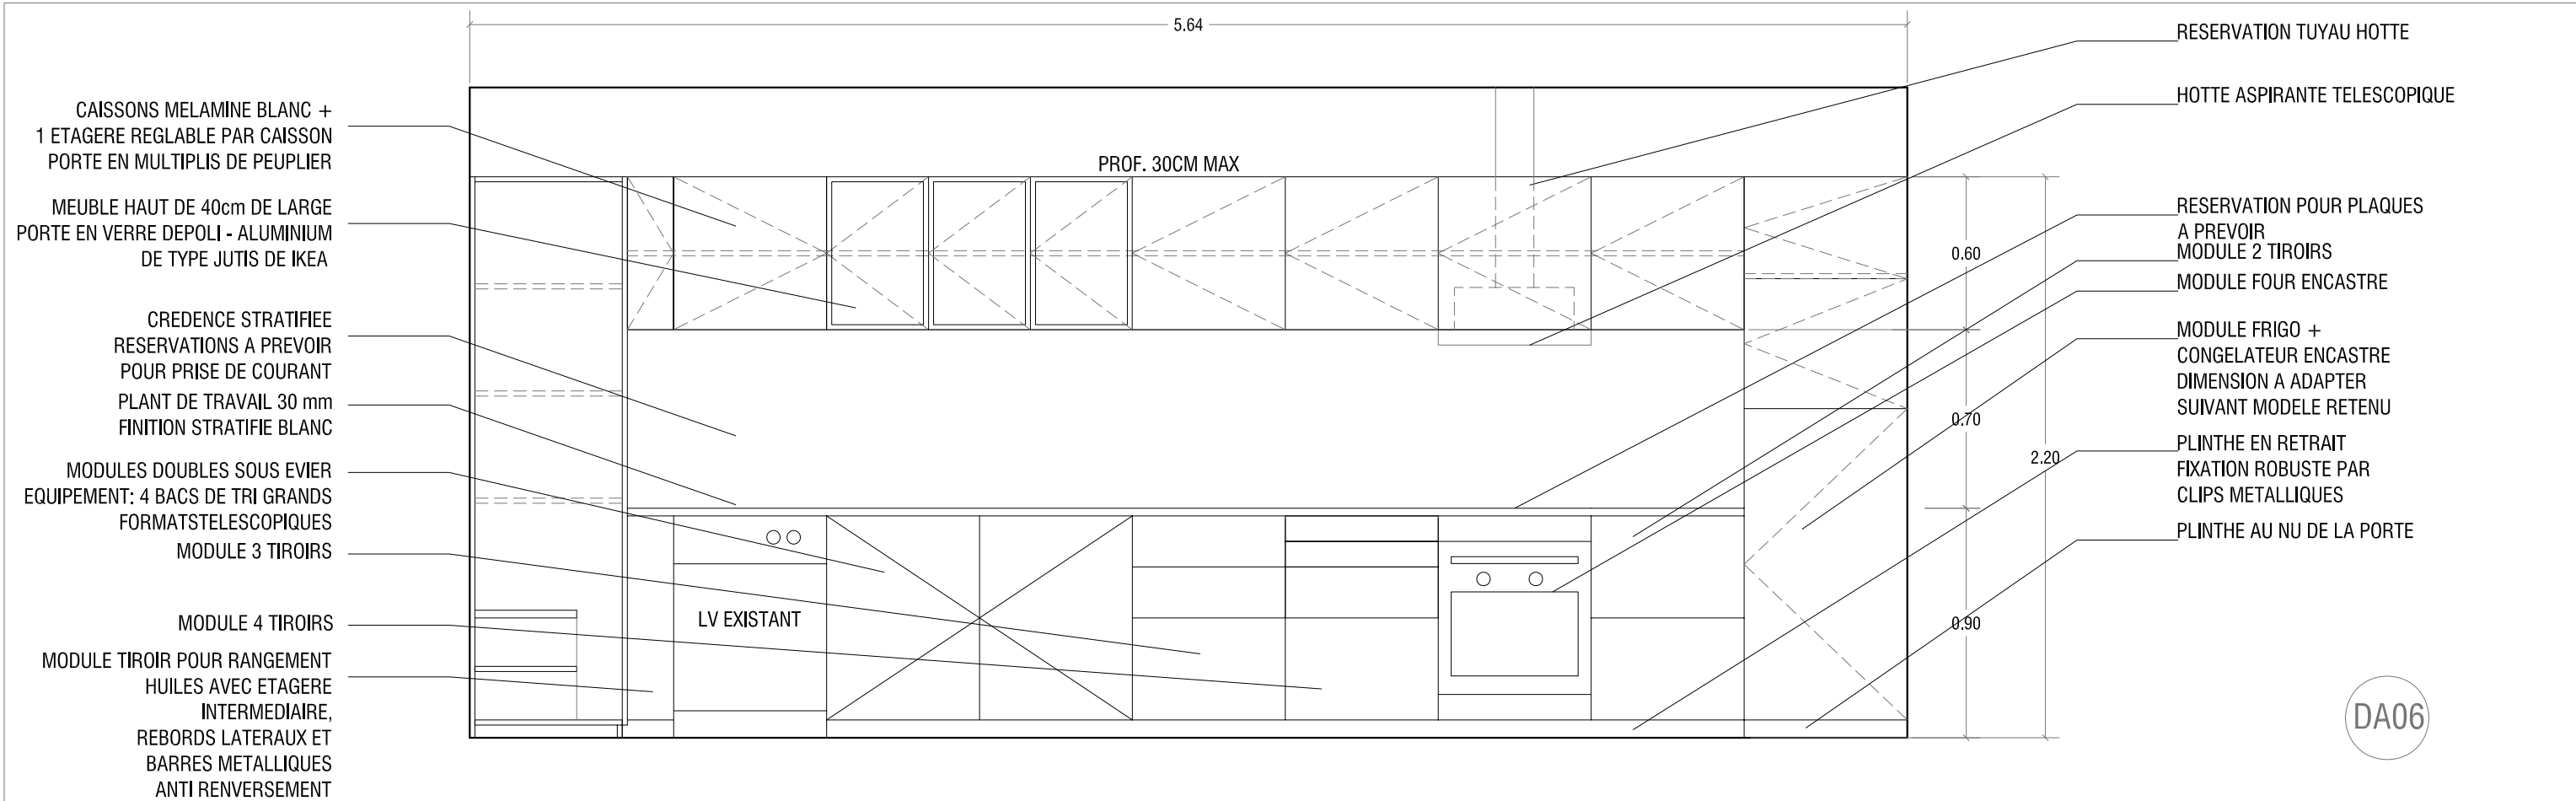 5.64
CAISSONS MELAMINE BLANC +
1 ETAGERE REGLABLE PAR CAISSON
PORTE EN MULTIPLIS DE PEUPLIER
MEUBLE HAUT DE 40cm DE LARGE
PORTE EN VERRE DEPOLI - ALUMINIUM
DE TYPE JUTIS DE IKEA
CREDENCE STRATIFIEE
RESERVATIONS A PREVOIR
POUR PRISE DE COURANT
PLANT DE TRAVAIL 30 mm
FINITION STRATIFIE BLANC
MODULES DOUBLES SOUS EVIER
EQUIPEMENT: 4 BACS DE TRI GRANDS
FORMATSTELESCOPIQUES
MODULE 3 TIROIRS
MODULE 4 TIROIRS
MODULE TIROIR POUR RANGEMENT
HUILES AVEC ETAGERE
INTERMEDIAIRE,
REBORDS LATERAUX ET
BARRES METALLIQUES
ANTI RENVERSEMENT
PROF. 30CM MAX
LV EXISTANT
0.60
0.70
0.90
2.20
RESERVATION TUYAU HOTTE
HOTTE ASPIRANTE TELESCOPIQUE
RESERVATION POUR PLAQUES
A PREVOIR
MODULE 2 TIROIRS
MODULE FOUR ENCASTRE
MODULE FRIGO +
CONGELATEUR ENCASTRE
DIMENSION A ADAPTER
SUIVANT MODELE RETENU
PLINTHE EN RETRAIT
FIXATION ROBUSTE PAR
CLIPS METALLIQUES
PLINTHE AU NU DE LA PORTE
DA06